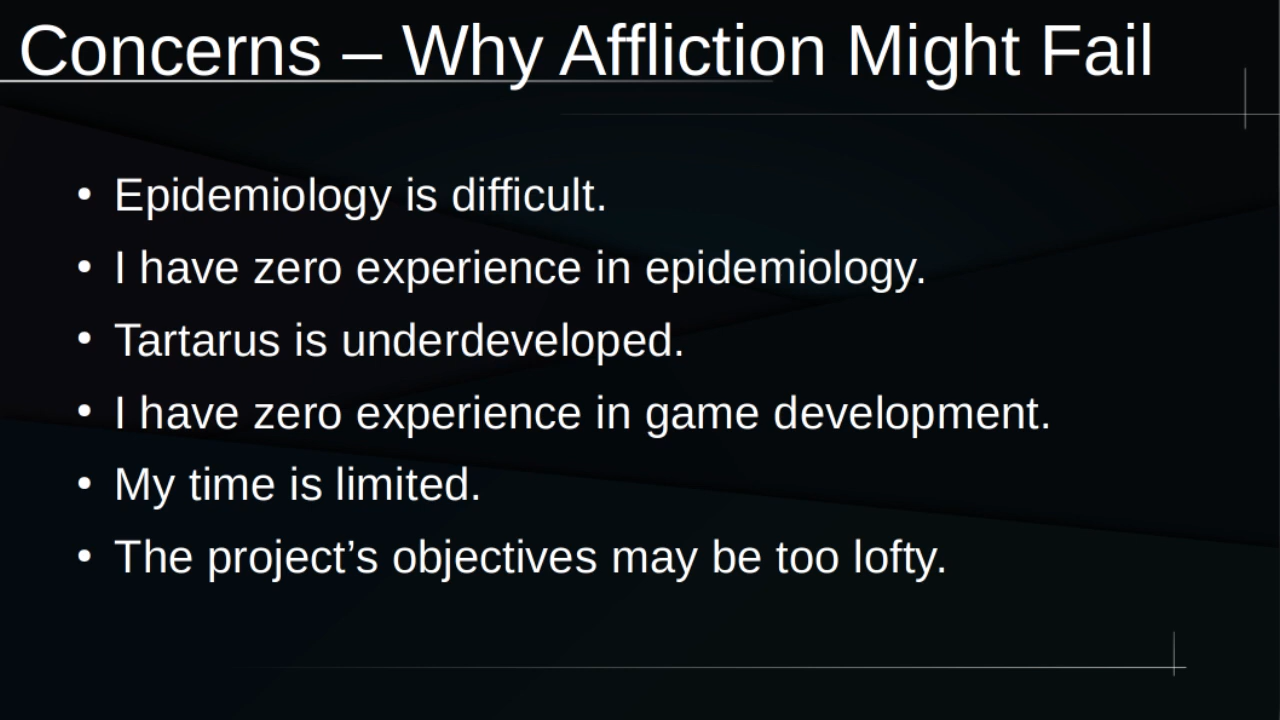 Concerns – Why Affliction Might Fail
• Epidemiology is difficult.
• I have zero experience in epidemiology.
• Tartarus is underdeveloped.
• I have zero experience in game development.
• My time is limited.
• The project’s objectives may be too lofty.